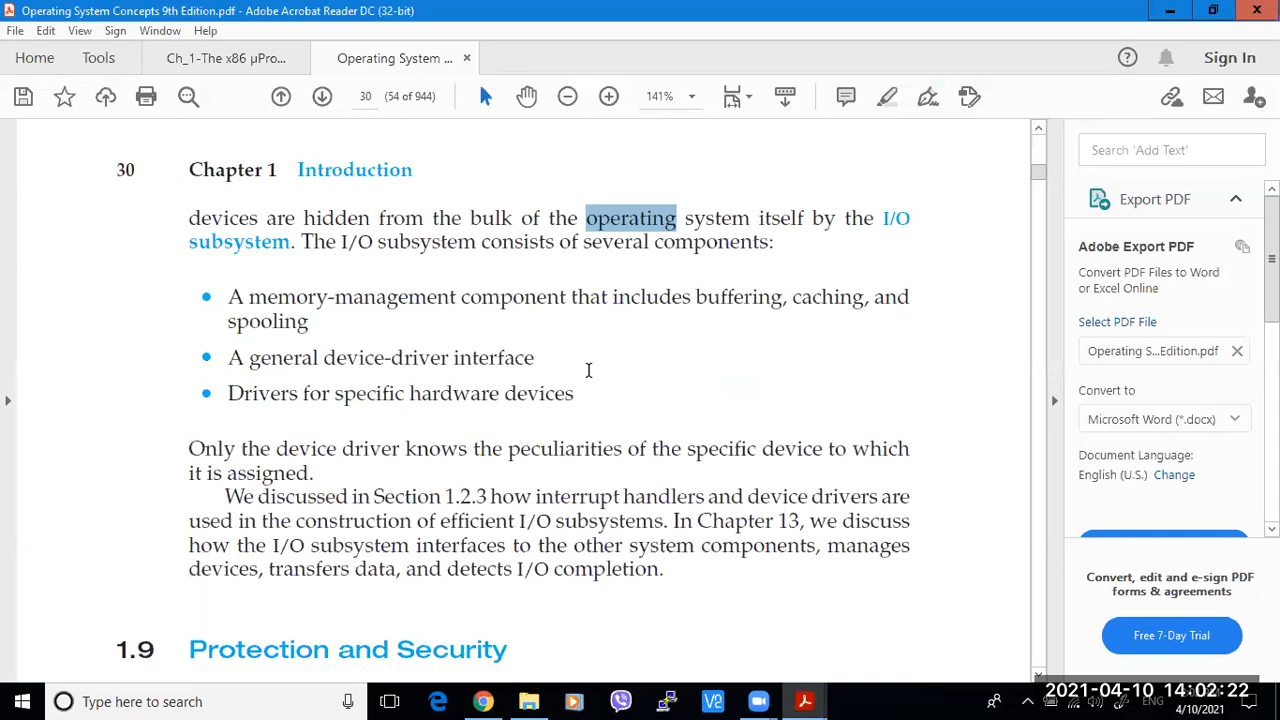 Operating System Concepts 9th Edition.pdf - Adobe Acrobat Reader DC (32-bit)
File Edit View Sign Window Help
Home Tools Ch_1-The x86 µPro... Operating System ... × Sign In
30 (54 of 944) 141%
30 Chapter 1 Introduction
devices are hidden from the bulk of the operating system itself by the I/O
subsystem. The I/O subsystem consists of several components:
• A memory-management component that includes buffering, caching, and
spooling
• A general device-driver interface
• Drivers for specific hardware devices
Only the device driver knows the peculiarities of the specific device to which
it is assigned.
We discussed in Section 1.2.3 how interrupt handlers and device drivers are
used in the construction of efficient I/O subsystems. In Chapter 13, we discuss
how the I/O subsystem interfaces to the other system components, manages
devices, transfers data, and detects I/O completion.
1.9 Protection and Security
Search 'Add Text'
Export PDF
Adobe Export PDF
Convert PDF Files to Word
or Excel Online
Select PDF File
Operating S...Edition.pdf
Convert to
Microsoft Word (*.docx)
Document Language:
English (U.S.) Change
Convert, edit and e-sign PDF
forms & agreements
Free 7-Day Trial
Type here to search
2021-04-10 14:02:22
4/10/2021